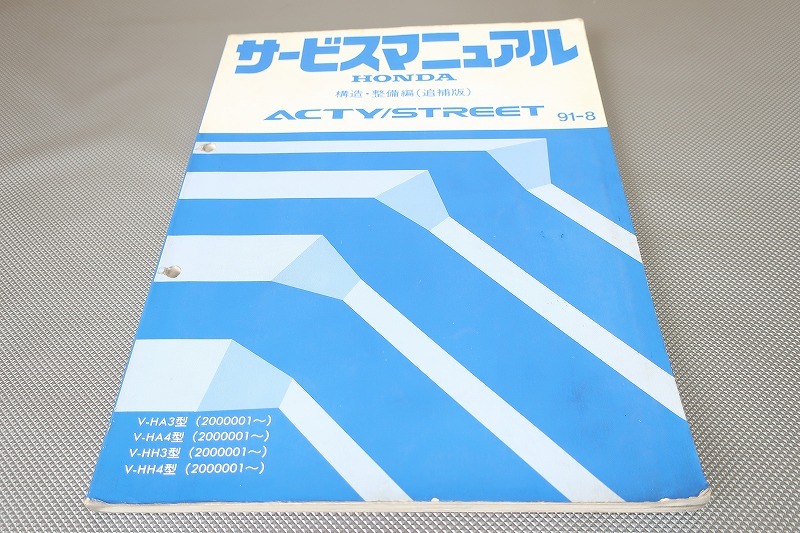 サービスマニュアル
HONDA
構造・整備編(追補版)
ACTY/STREET 91-8
V-HA3型 (2000001〜)
V-HA4型 (2000001〜)
V-HH3型 (2000001〜)
V-HH4型 (2000001〜)